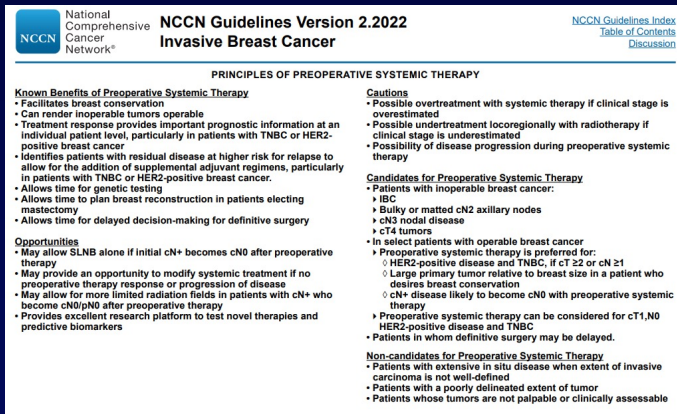 National
Comprehensive
NCCN
Cancer
Network®
NCCN Guidelines Version 2.2022
Invasive Breast Cancer
NCCN Guidelines Index
Table of Contents
Discussion
PRINCIPLES OF PREOPERATIVE SYSTEMIC THERAPY
Known Benefits of Preoperative Systemic Therapy
• Facilitates breast conservation
• Can render inoperable tumors operable
• Treatment response provides important prognostic information at an
individual patient level, particularly in patients with TNBC or HER2-
positive breast cancer
• Identifies patients with residual disease at higher risk for relapse to
allow for the addition of supplemental adjuvant regimens, particularly
in patients with TNBC or HER2-positive breast cancer.
• Allows time for genetic testing
• Allows time to plan breast reconstruction in patients electing
mastectomy
• Allows time for delayed decision-making for definitive surgery
Opportunities
• May allow SLNB alone if initial cN+ becomes cN0 after preoperative
therapy
• May provide an opportunity to modify systemic treatment if no
preoperative therapy response or progression of disease
• May allow for more limited radiation fields in patients with cN+ who
become cN0/pN0 after preoperative therapy
• Provides excellent research platform to test novel therapies and
predictive biomarkers
Cautions
• Possible overtreatment with systemic therapy if clinical stage is
overestimated
• Possible undertreatment locoregionally with radiotherapy if
clinical stage is underestimated
• Possibility of disease progression during preoperative systemic
therapy
Candidates for Preoperative Systemic Therapy
• Patients with inoperable breast cancer:
▸ IBC
▸ Bulky or matted cN2 axillary nodes
▸ cN3 nodal disease
▸ cT4 tumors
• In select patients with operable breast cancer
▸ Preoperative systemic therapy is preferred for:
◊ HER2-positive disease and TNBC, if cT ≥2 or cN ≥1
◊ Large primary tumor relative to breast size in a patient who
desires breast conservation
◊ cN+ disease likely to become cN0 with preoperative systemic
therapy
▸ Preoperative systemic therapy can be considered for cT1,N0
HER2-positive disease and TNBC
• Patients in whom definitive surgery may be delayed.
Non-candidates for Preoperative Systemic Therapy
• Patients with extensive in situ disease when extent of invasive
carcinoma is not well-defined
• Patients with a poorly delineated extent of tumor
• Patients whose tumors are not palpable or clinically assessable